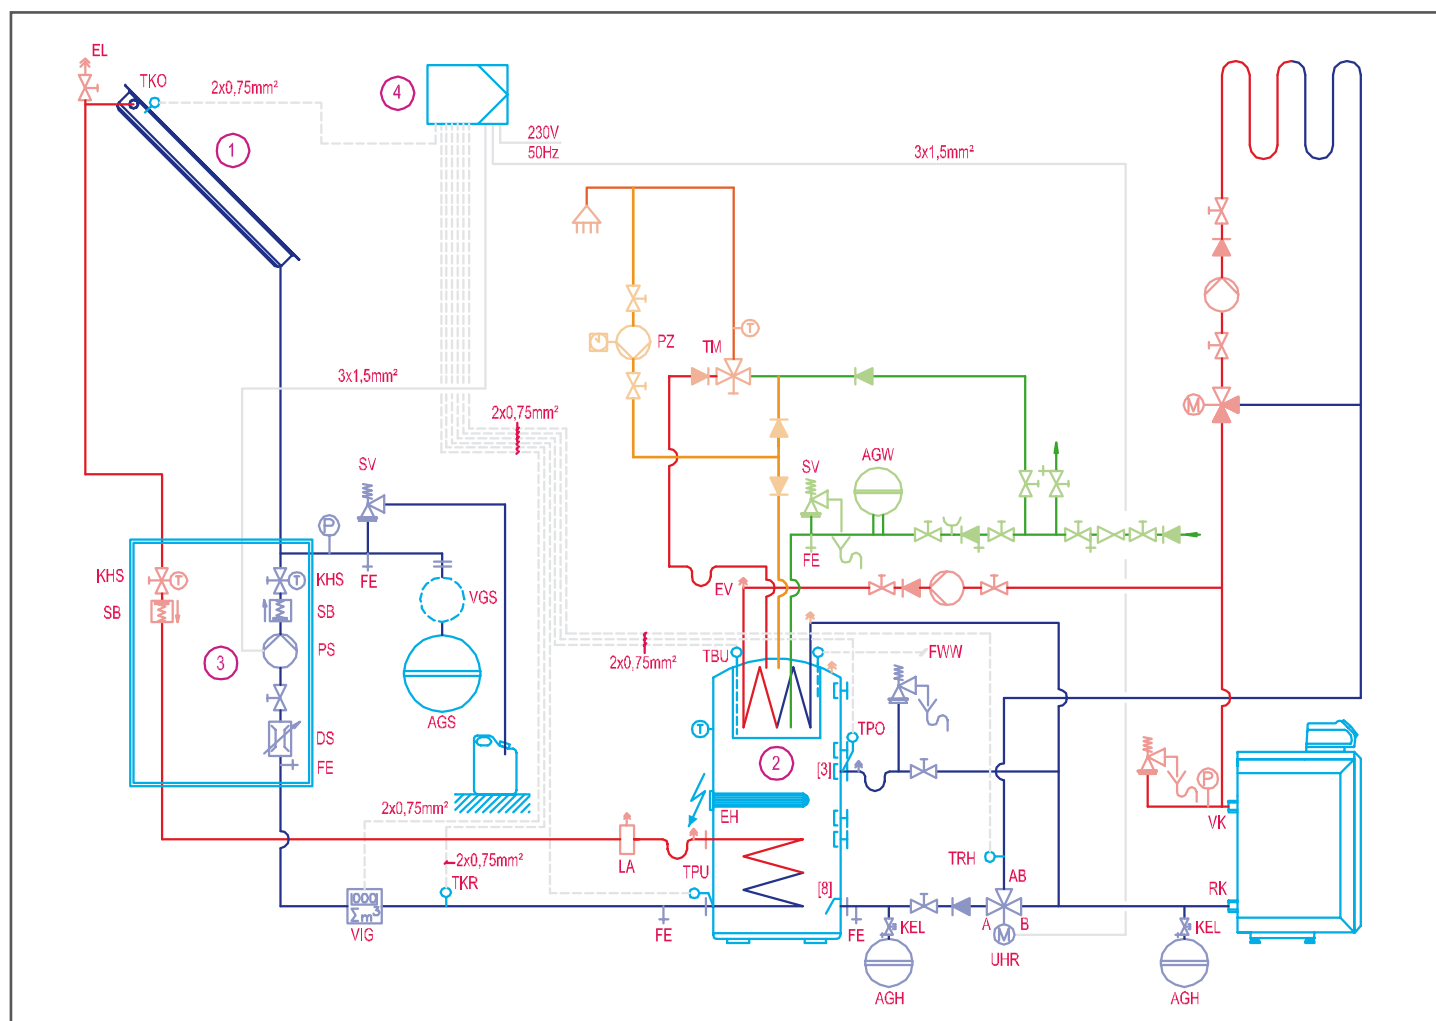 EL
TKO
2x0,75mm²
4
1
230V
50Hz
3x1,5mm²
3x1,5mm²
PZ
TM
T
M
2x0,75mm²
SV
P
SV
AGW
FE
FE
KHS
T
T
KHS
SB
SB
VGS
EV
PS
3
2x0,75mm²
TBU
FWW
AGS
T
TPO
DS
2
[3]
FE
P
2x0,75mm²
EH
VK
2x0,75mm²
LA
TRH
TKR
TPU
AB
[8]
RK
000
Σm³
VIG
FE
FE
KEL
A
B
KEL
M
UHR
AGH
AGH